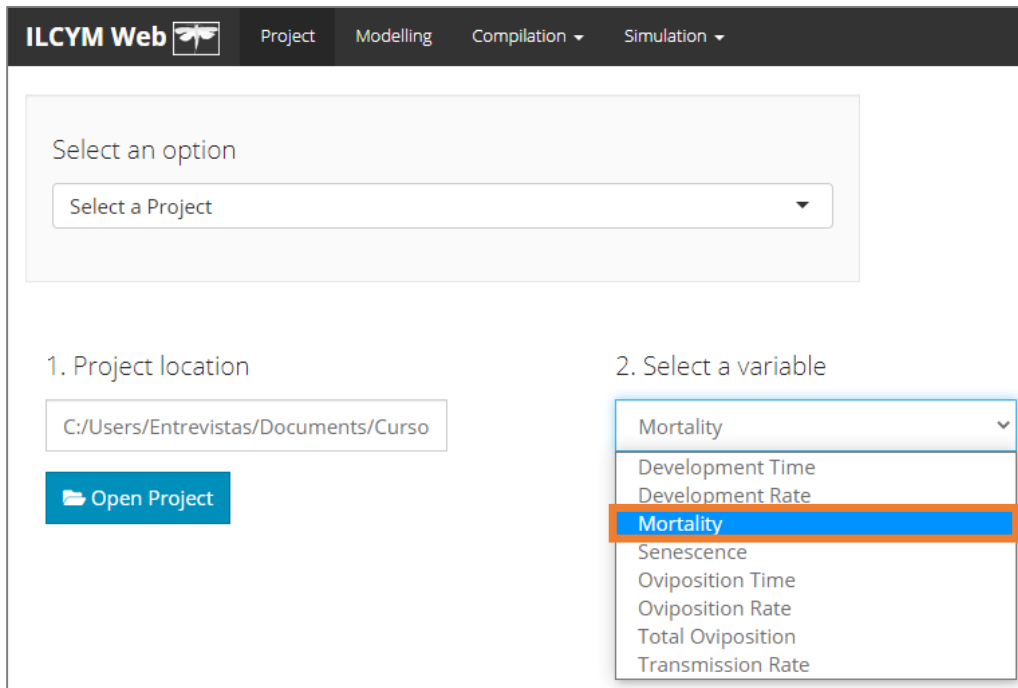 ILCYM Web Project Modelling Compilation Simulation
Select an option
Select a Project
1. Project location
C:/Users/Entrevistas/Documents/Curso
Open Project
2. Select a variable
Mortality
Development Time
Development Rate
Mortality
Senescence
Oviposition Time
Oviposition Rate
Total Oviposition
Transmission Rate